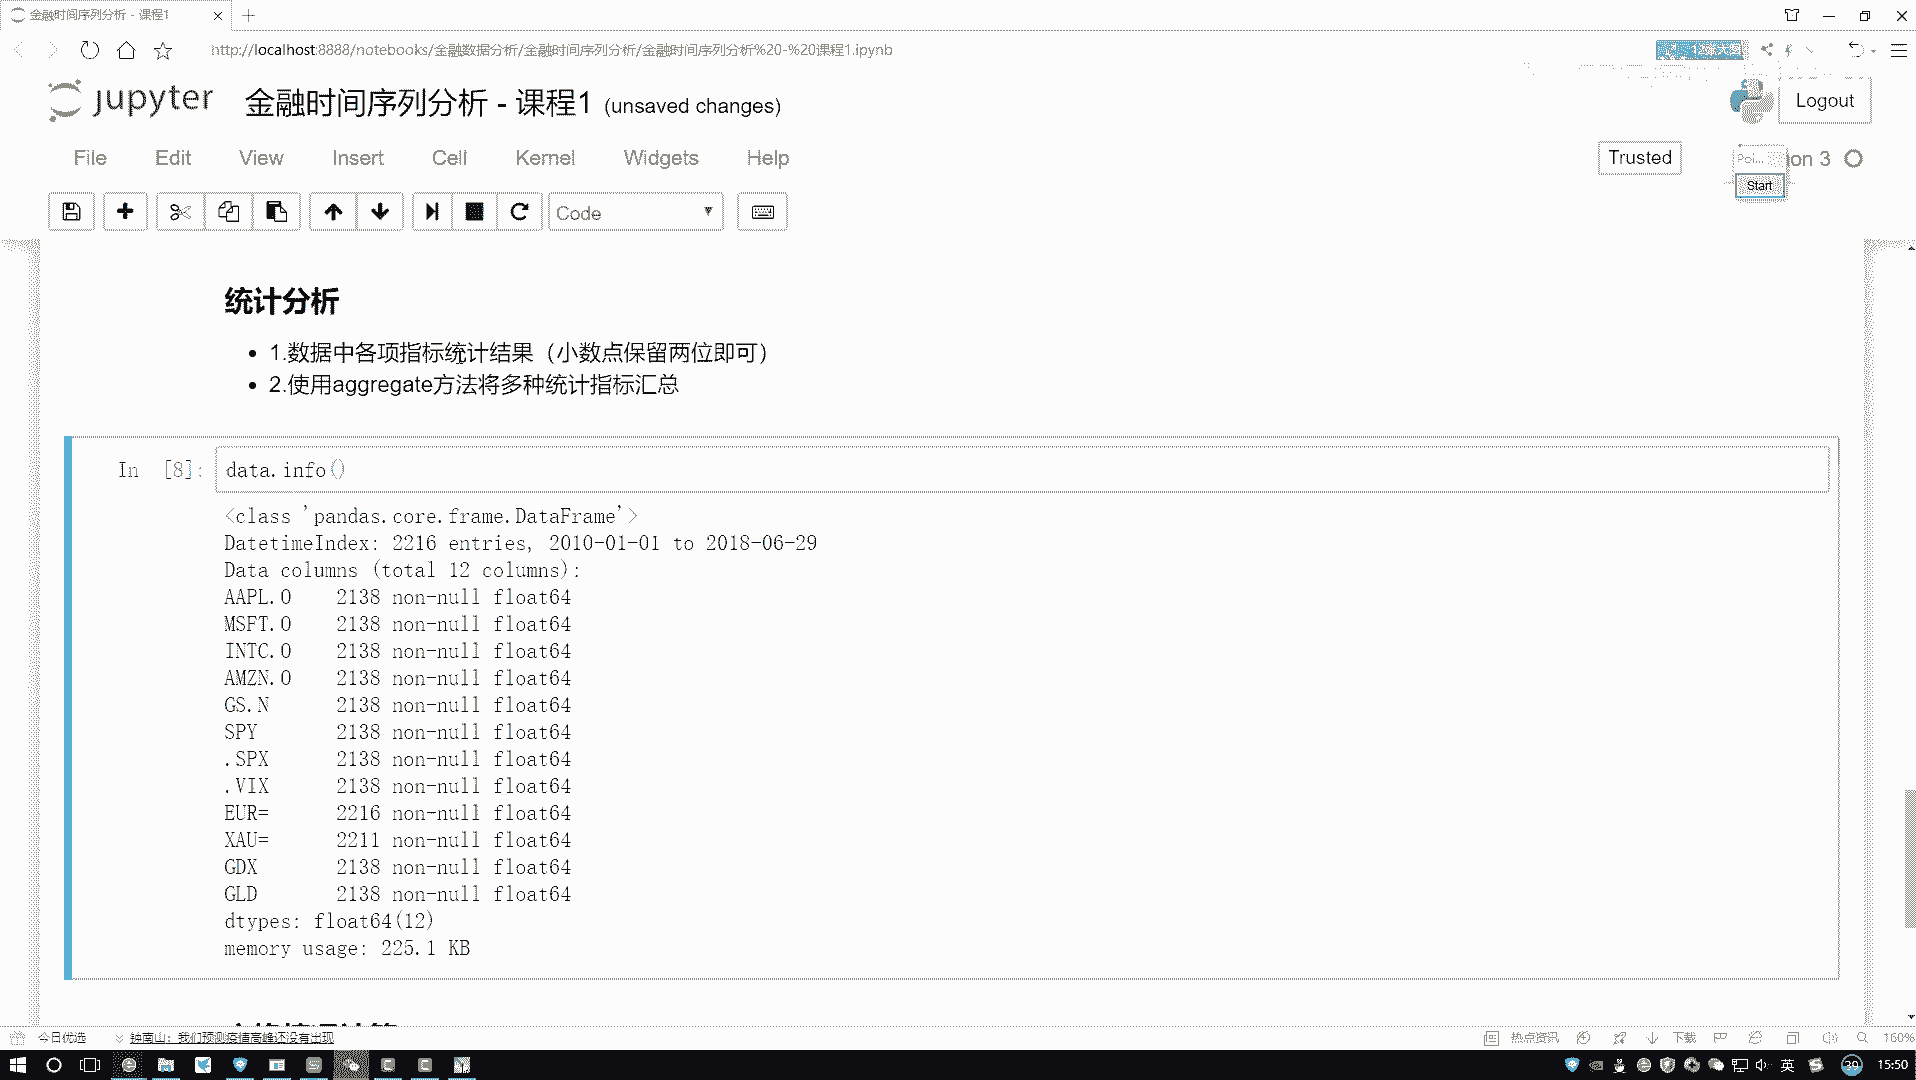 金融时间序列分析 - 课程1
http://localhost:8888/notebooks/金融数据分析/金融时间序列分析/金融时间序列分析%20-%20课程1.ipynb
jupyter 金融时间序列分析 - 课程1 (unsaved changes)
Logout
File Edit View Insert Cell Kernel Widgets Help
Trusted
Poi... on 3
Start
Code
统计分析
• 1.数据中各项指标统计结果（小数点保留两位即可）
• 2.使用aggregate方法将多种统计指标汇总
In [8]: data.info()
<class 'pandas.core.frame.DataFrame'>
DatetimeIndex: 2216 entries, 2010-01-01 to 2018-06-29
Data columns (total 12 columns):
AAPL.O 2138 non-null float64
MSFT.O 2138 non-null float64
INTC.O 2138 non-null float64
AMZN.O 2138 non-null float64
GS.N 2138 non-null float64
SPY 2138 non-null float64
.SPX 2138 non-null float64
.VIX 2138 non-null float64
EUR= 2216 non-null float64
XAU= 2211 non-null float64
GDX 2138 non-null float64
GLD 2138 non-null float64
dtypes: float64(12)
memory usage: 225.1 KB
今日优选 钟南山：我们预测疫情高峰还没有出现
热点资讯 下载 160%
英 39 15:50